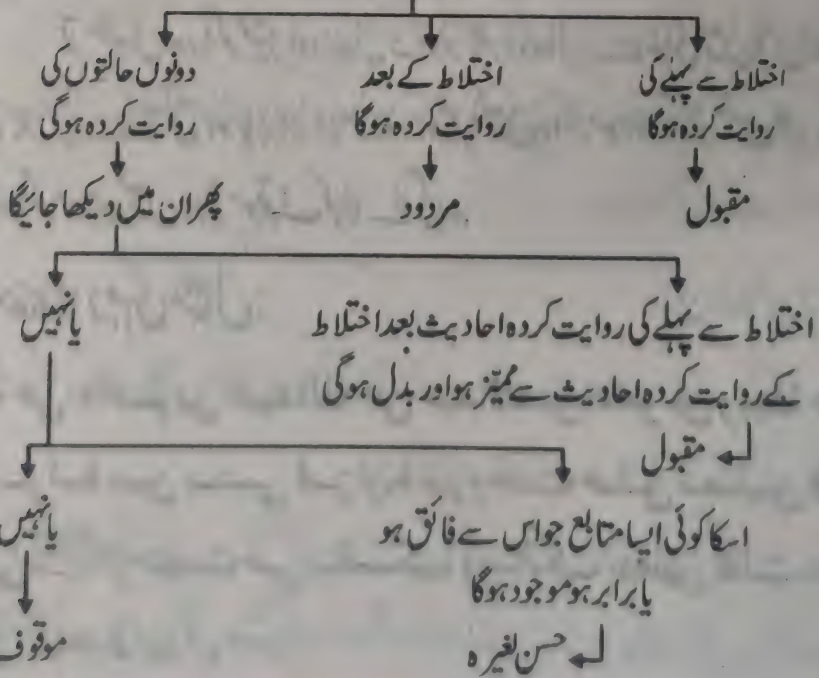 اختلاط سے پہلے کی
روایت کردہ ہوگا
مقبول
اختلاط کے بعد
روایت کردہ ہوگا
مردود
دونوں حالتوں کی
روایت کردہ ہوگی
پھر ان میں دیکھا جائیگا
اختلاط سے پہلے کی روایت کردہ احادیث بعد اختلاط
کے روایت کردہ احادیث سے ممیّز ہو اور بدل ہوگی
مقبول
یا نہیں
اسکا کوئی ایسا متابع جو اس سے فائق ہو
یا برابر ہو موجود ہوگا
حسن لغیرہ
یا نہیں
موقوف